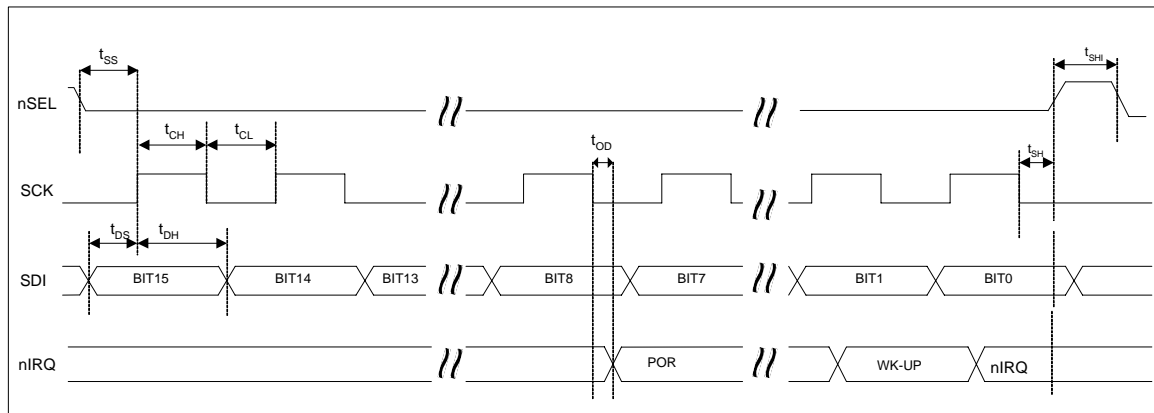 tSS
tSHI
nSEL
tCH tCL
tOD
tSH
SCK
tDS tDH
SDI BIT15 BIT14 BIT13 BIT8 BIT7 BIT1 BIT0
nIRQ POR WK-UP nIRQ